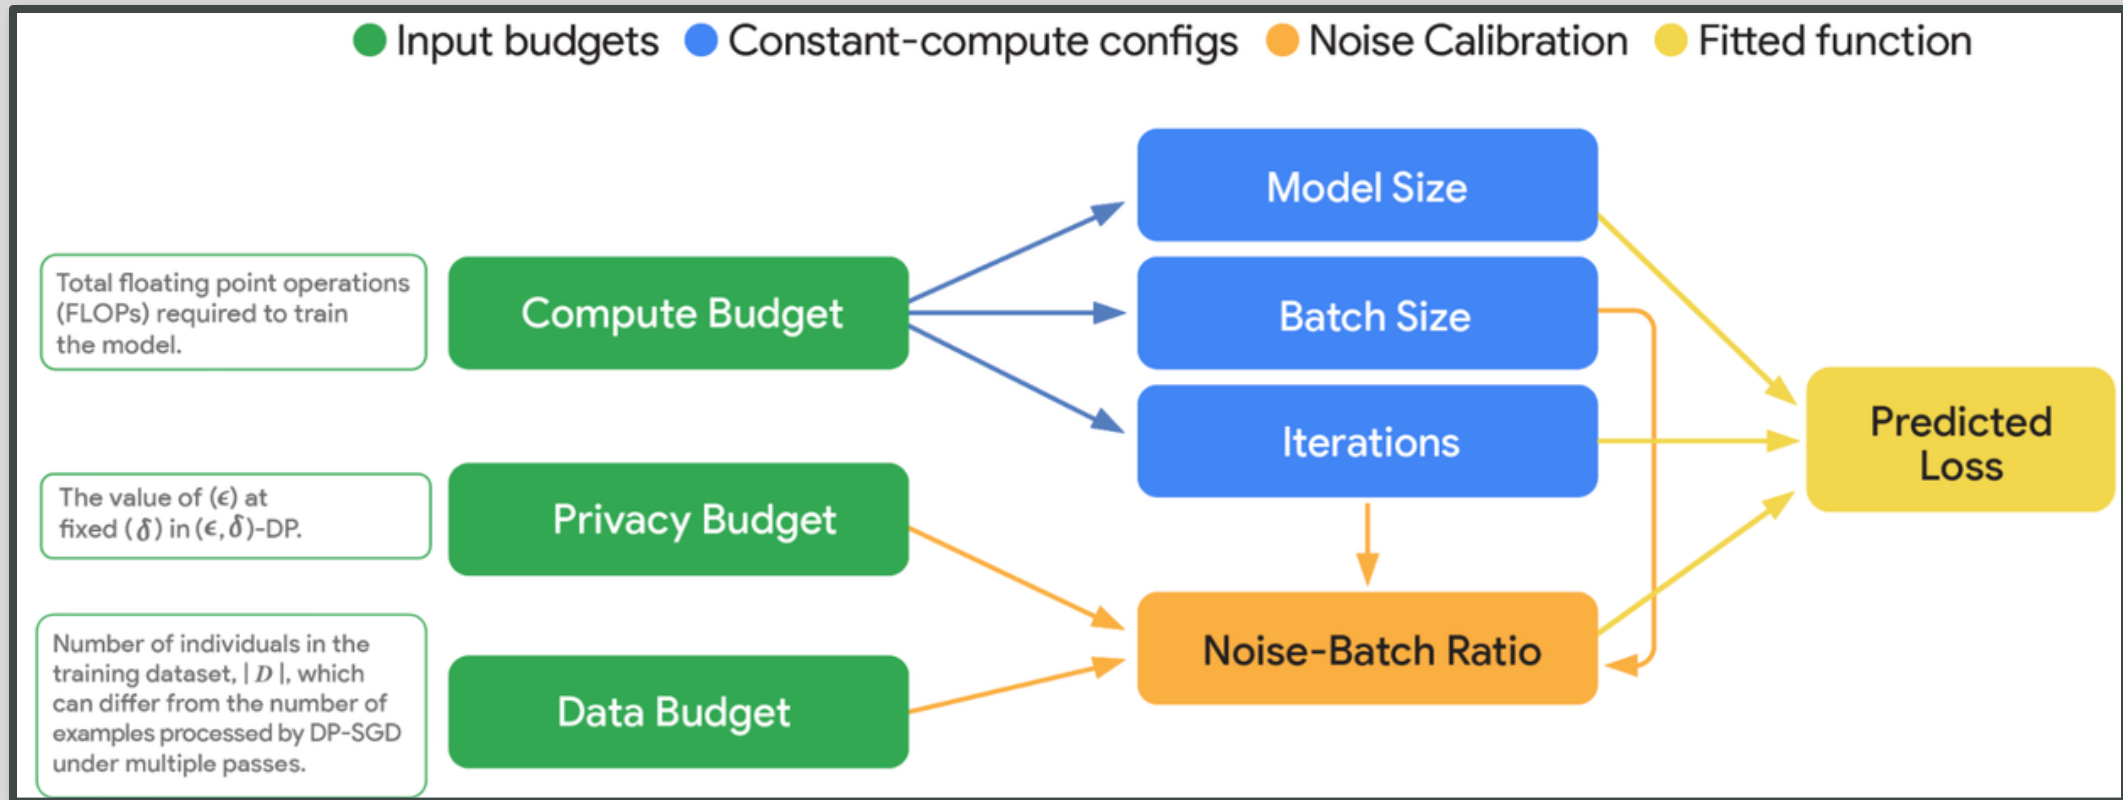 Input budgets Constant-compute configs Noise Calibration Fitted function
Total floating point operations
(FLOPs) required to train
the model.
Compute Budget
Model Size
Batch Size
Iterations
The value of (ϵ) at
fixed (δ) in (ϵ, δ)-DP.
Privacy Budget
Number of individuals in the
training dataset, | D |, which
can differ from the number of
examples processed by DP-SGD
under multiple passes.
Data Budget
Noise-Batch Ratio
Predicted
Loss